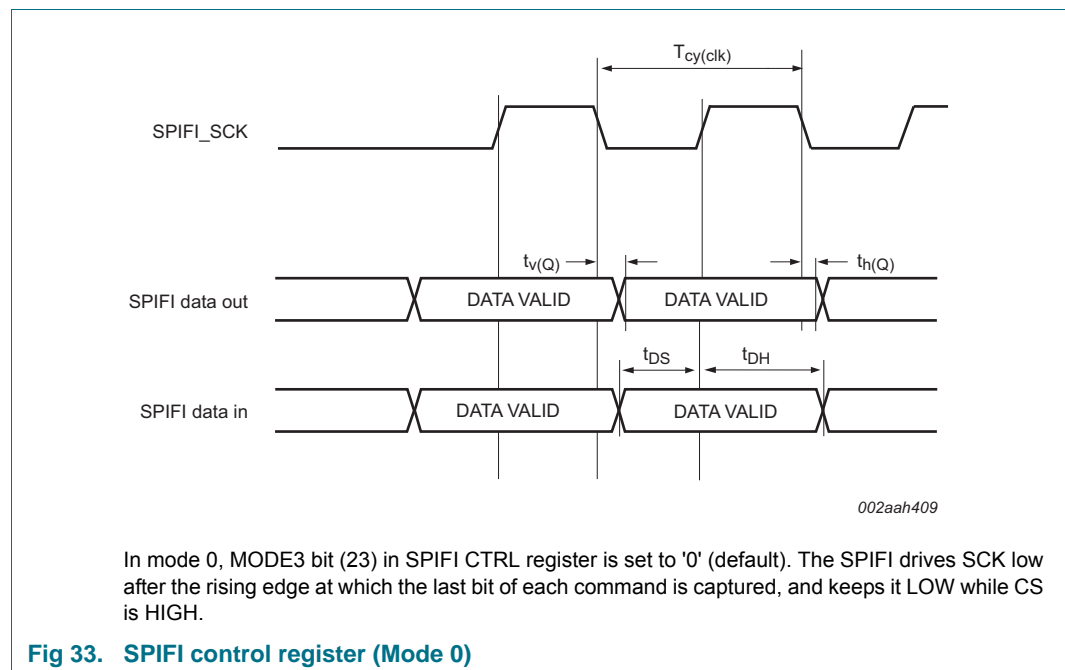 Tcy(clk)
SPIFI_SCK
tv(Q)
th(Q)
SPIFI data out
DATA VALID
DATA VALID
tDS
tDH
SPIFI data in
DATA VALID
DATA VALID
002aah409
In mode 0, MODE3 bit (23) in SPIFI CTRL register is set to '0' (default). The SPIFI drives SCK low
after the rising edge at which the last bit of each command is captured, and keeps it LOW while CS
is HIGH.
Fig 33. SPIFI control register (Mode 0)